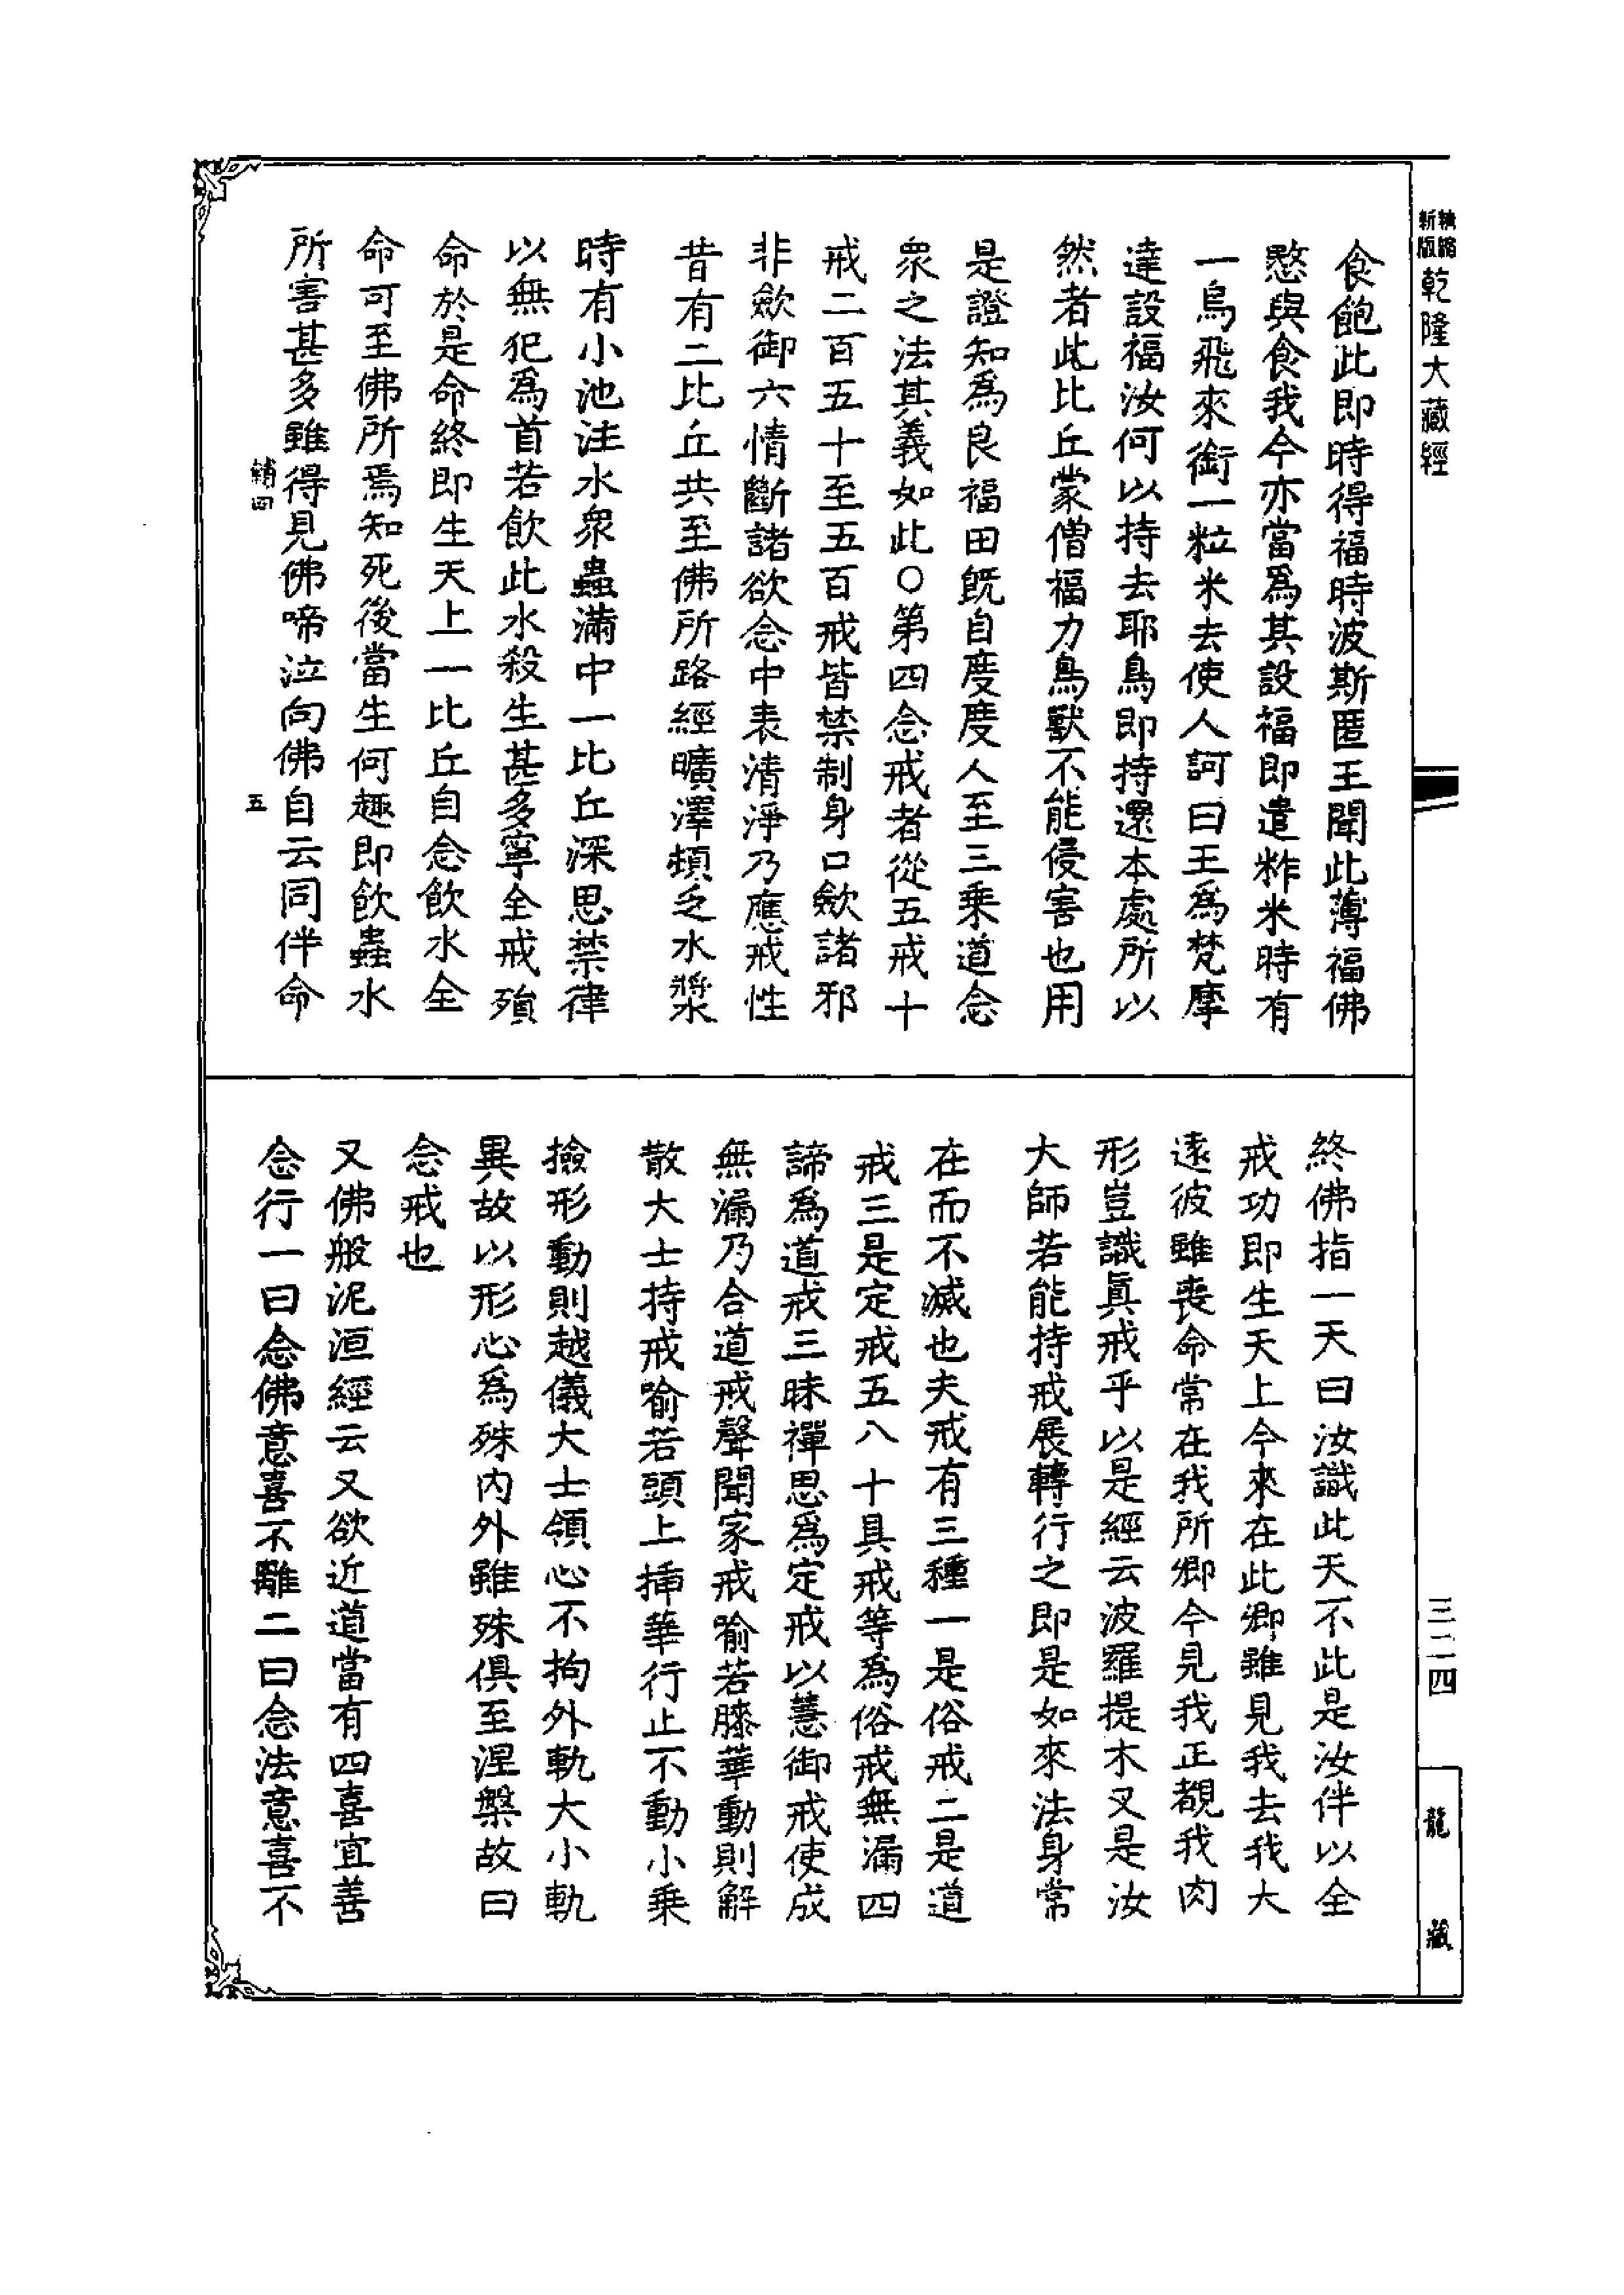 新版精縮
乾隆大藏經
食飽此即時得福時波斯匿王聞此薄福佛
愍與食我今亦當爲其設福即遣粆米時有
一鳥飛來銜一粒米去使人訶曰王爲梵摩
達設福汝何以持去耶鳥即持還本處所以
然者此比丘蒙僧福力鳥獸不能侵害也用
是證知爲良福田旣自度度人至三乘道念
衆之法其義如此○第四念戒者從五戒十
戒二百五十至五百戒皆禁制身口歛諸邪
非歛御六情斷諸欲念中表清淨乃應戒性
昔有二比丘共至佛所路經曠澤頓乏水漿
時有小池汪水衆蟲滿中一比丘深思禁律
以無犯爲首若飲此水殺生甚多寧全戒殞
命於是命終即生天上一比丘自念飲水全
命可至佛所焉知死後當生何趣即飲蟲水
所害甚多雖得見佛啼泣向佛自云同伴命
輔四
五
終佛指一天曰汝識此天不此是汝伴以全
戒功即生天上今來在此卿雖見我去我大
遠彼雖喪命常在我所卿今見我正覩我肉
形豈識眞戒乎以是經云波羅提木叉是汝
大師若能持戒展轉行之即是如來法身常
在而不滅也夫戒有三種一是俗戒二是道
戒三是定戒五八十具戒等爲俗戒無漏四
諦爲道戒三昧禪思爲定戒以慧御戒使成
無漏乃合道戒聲聞家戒喻若膝華動則解
散大士持戒喻若頭上揷華行止不動小乘
撿形動則越儀大士領心不拘外軌大小軌
異故以形心爲殊內外雖殊俱至涅槃故曰
念戒也
又佛般泥洹經云又欲近道當有四喜宜善
念行一曰念佛意喜不離二曰念法意喜不
三二四
龍藏